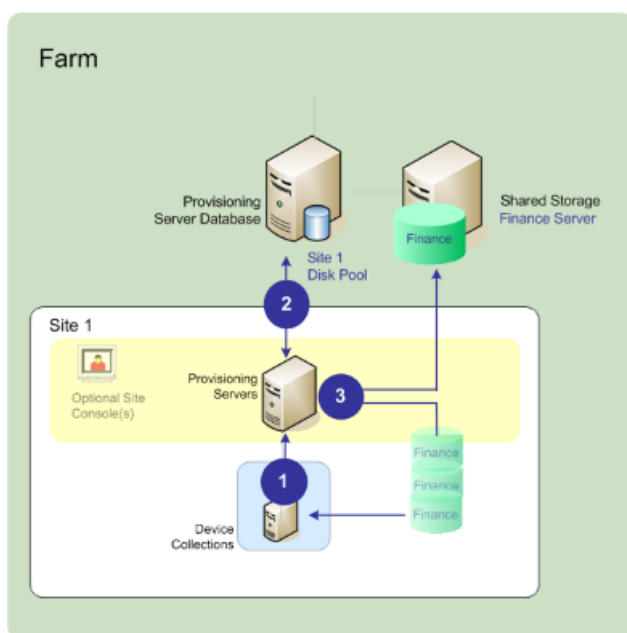 Farm
Provisioning
Server Database
Shared Storage
Finance Server
Finance
Site 1
Disk Pool
2
Site 1
Optional Site
Console(s)
Provisioning
Servers
3
1
Device
Collections
Finance
Finance
Finance